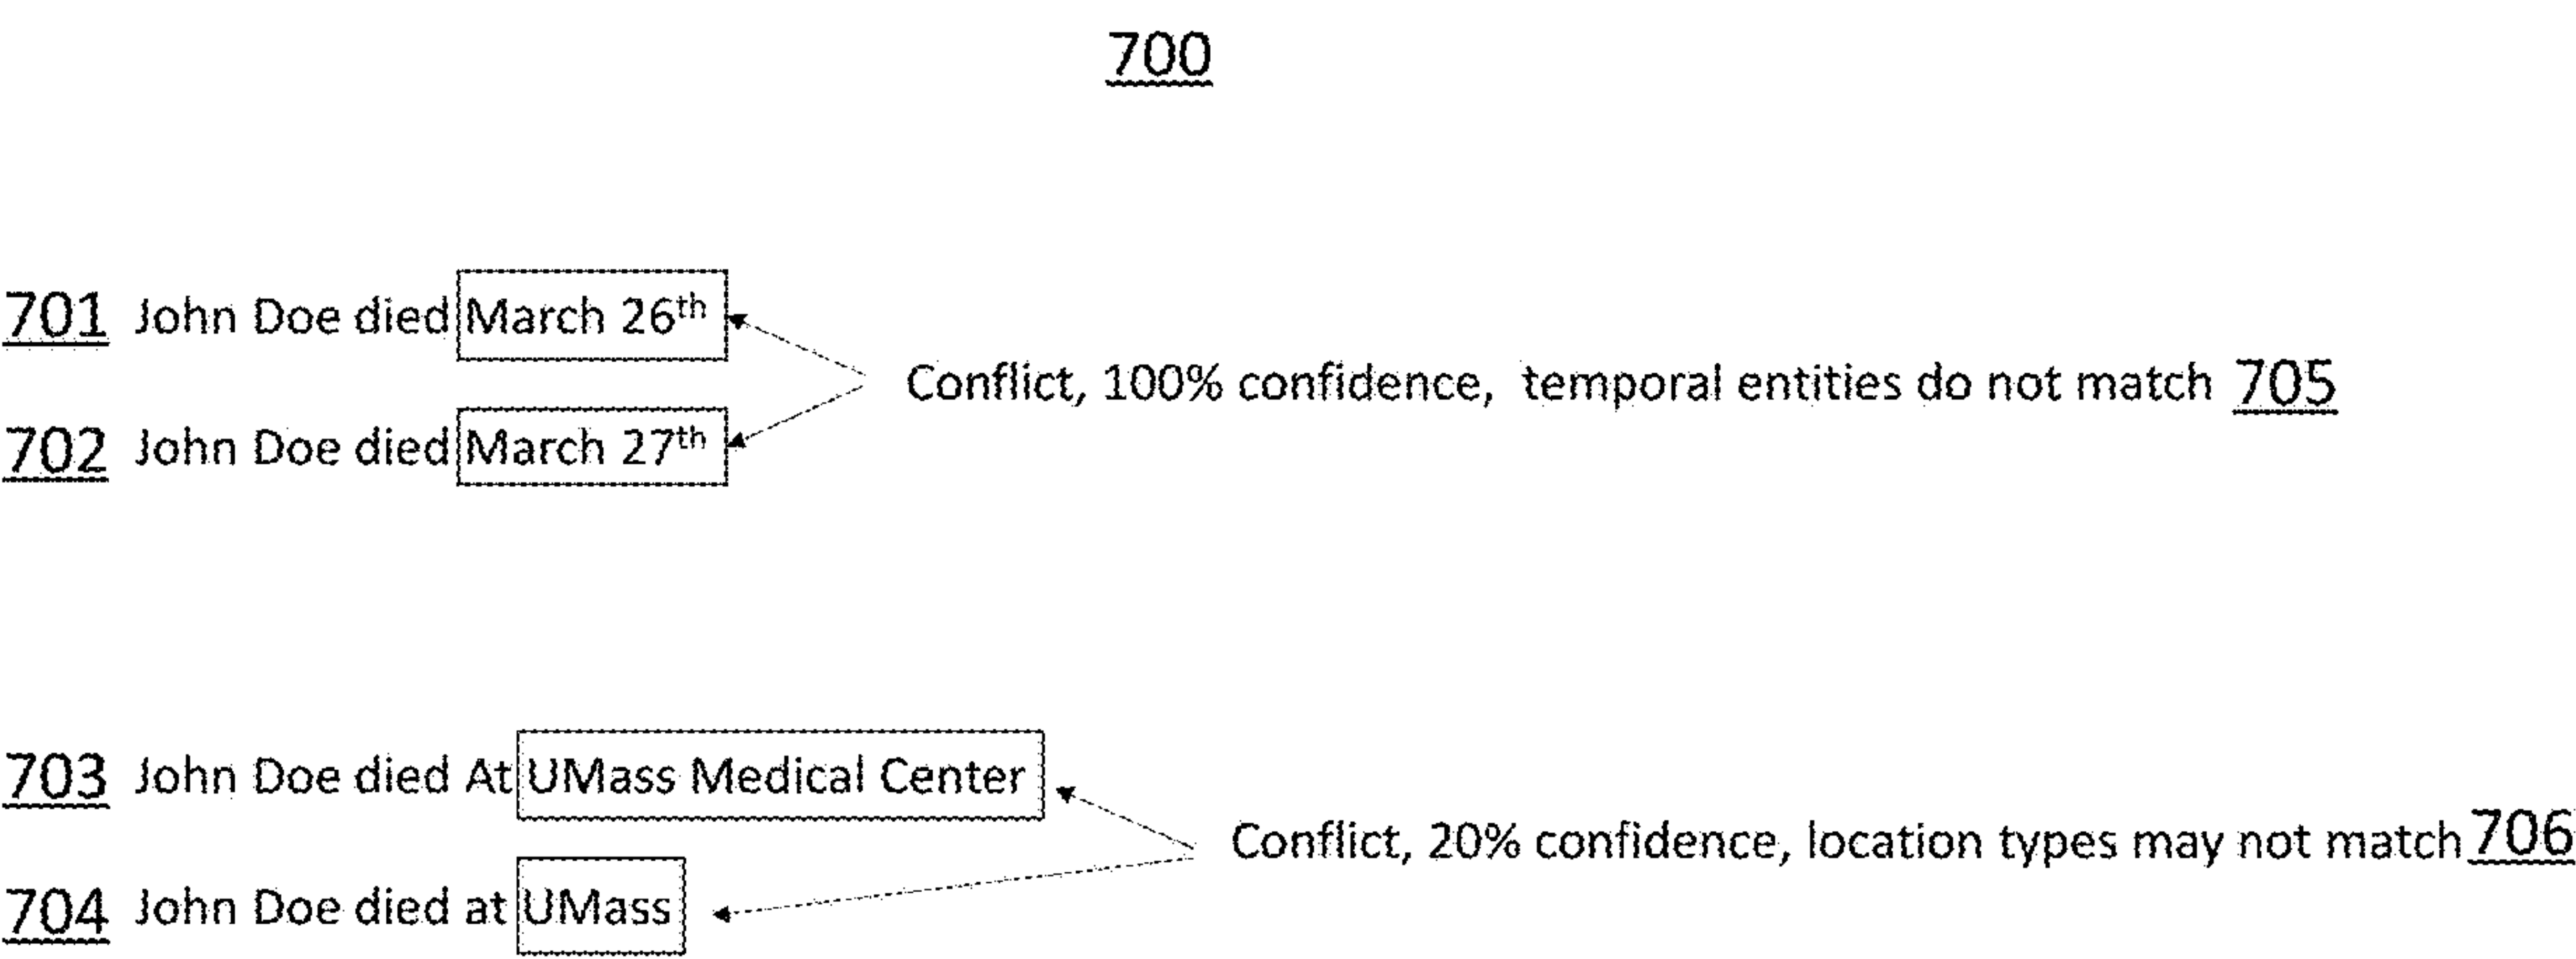 700
701 John Doe died March 26th
Conflict, 100% confidence, temporal entities do not match 705
702 John Doe died March 27th
703 John Doe died At UMass Medical Center
Conflict, 20% confidence, location types may not match 706
704 John Doe died at UMass